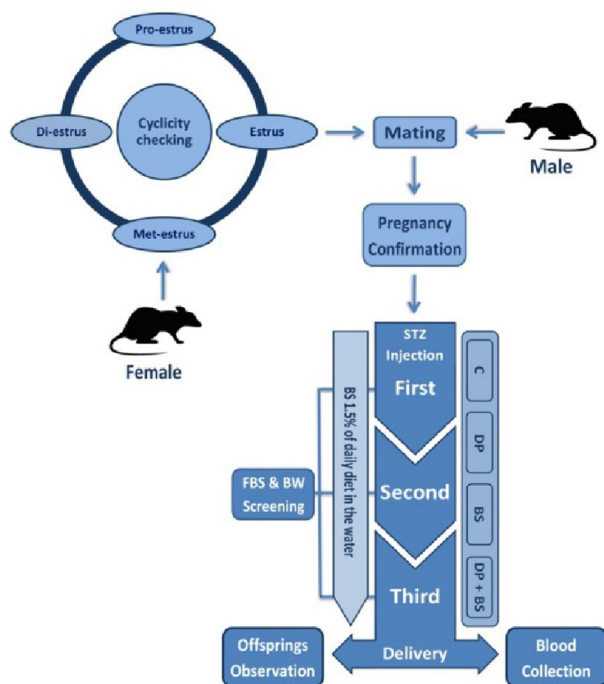 Pro-estrus
Di-estrus
Cyclicity
checking
Estrus
Met-estrus
Mating
Male
Female
Pregnancy
Confirmation
STZ
Injection
First
Second
Third
Delivery
BS 1.5% of daily diet in the water
FBS & BW
Screening
C
DP
BS
DP + BS
Offsprings
Observation
Blood
Collection